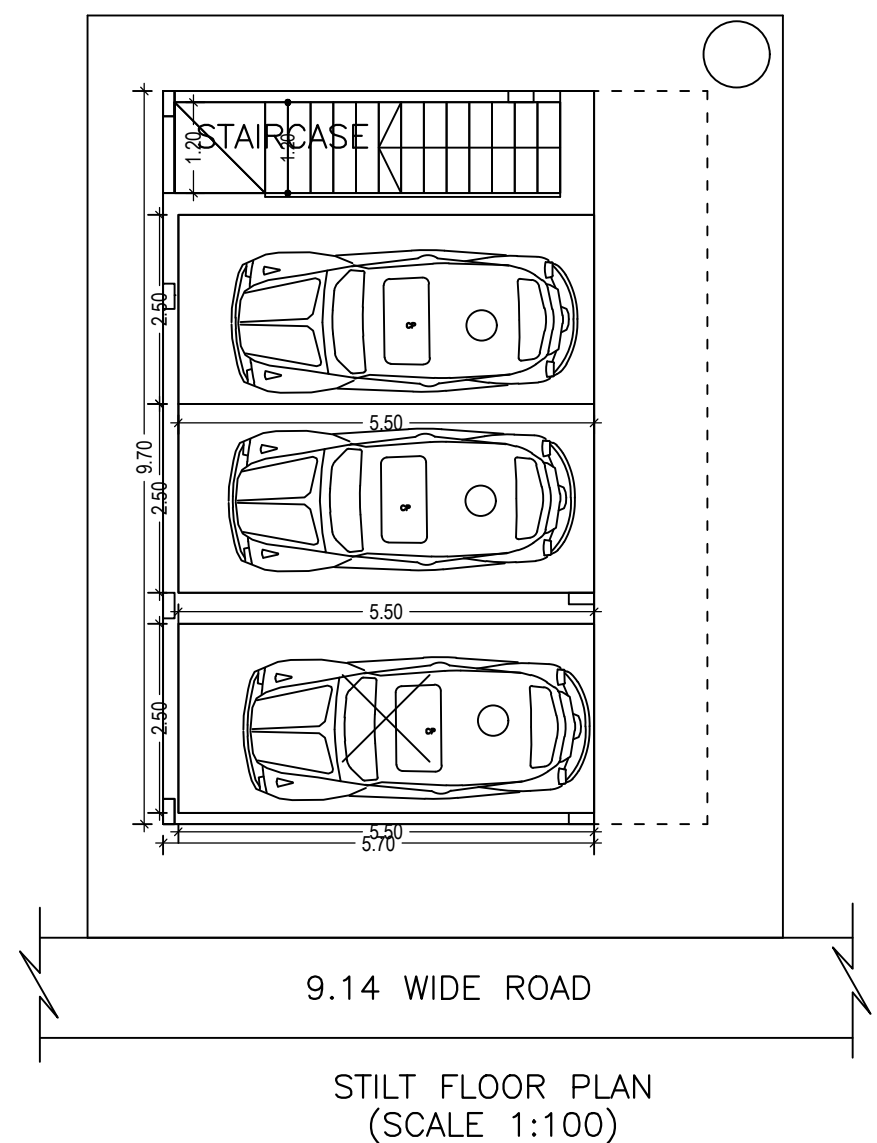 STAIRCASE
1.20
1.20
2.50
CP
5.50
9.70
2.50
CP
5.50
2.50
CP
5.50
5.70
9.14 WIDE ROAD
STILT FLOOR PLAN
(SCALE 1:100)